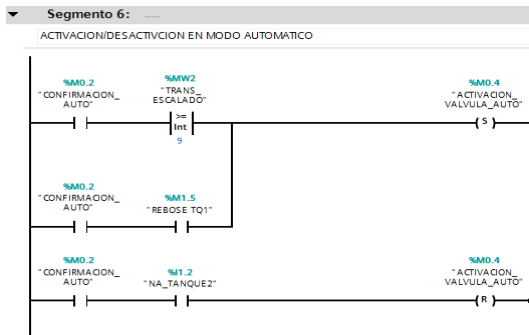 Segmento 6: .....
ACTIVACION/DESACTIVCION EN MODO AUTOMATICO
%M0.2
"CONFIRMACION_
AUTO"
%MW2
"TRANS_
ESCALADO"
>=
Int
9
%M0.4
"ACTIVACION_
VALVULA_AUTO"
S
%M0.2
"CONFIRMACION_
AUTO"
%M1.5
"REBOSE TQ1"
%M0.2
"CONFIRMACION_
AUTO"
%I1.2
"NA_TANQUE2"
%M0.4
"ACTIVACION_
VALVULA_AUTO"
R